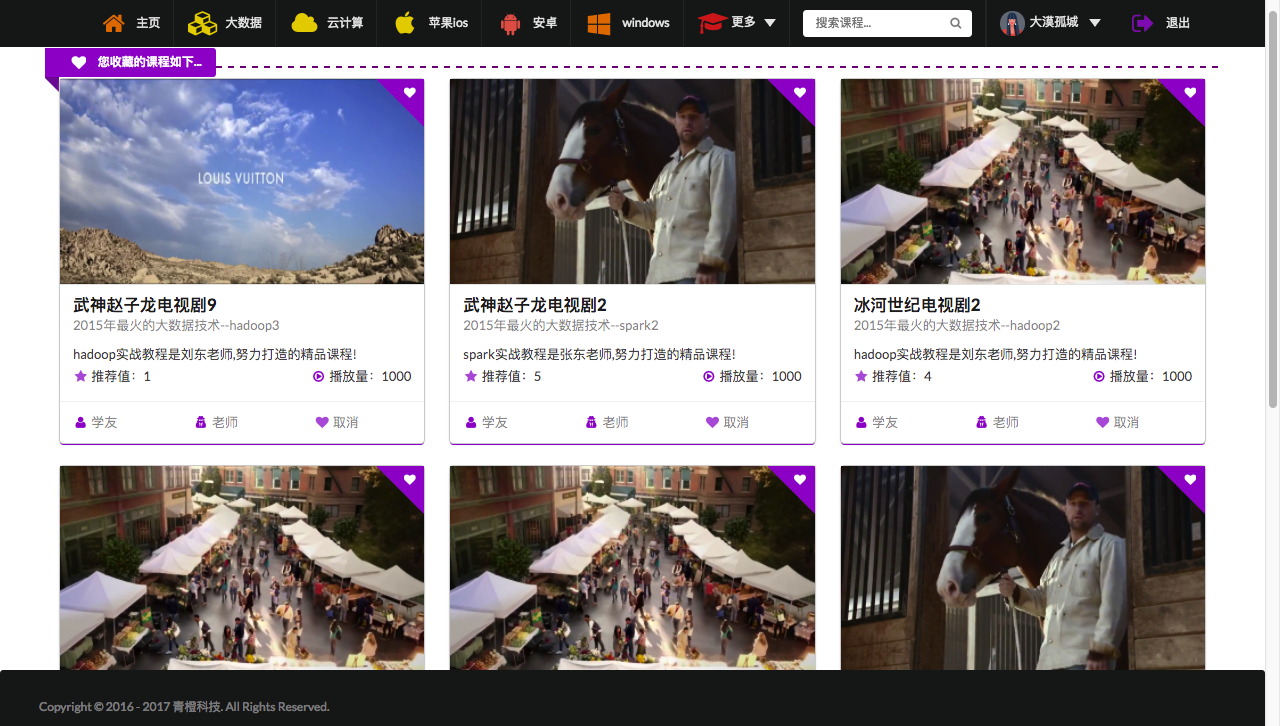 主页 大数据 云计算 苹果ios 安卓 windows 更多 搜索课程... 大漠孤城 退出
您收藏的课程如下...
LOUIS VUITTON
武神赵子龙电视剧9
2015年最火的大数据技术--hadoop3
hadoop实战教程是刘东老师,努力打造的精品课程!
推荐值：1 播放量：1000
学友 老师 取消
武神赵子龙电视剧2
2015年最火的大数据技术--spark2
spark实战教程是张东老师,努力打造的精品课程!
推荐值：5 播放量：1000
学友 老师 取消
冰河世纪电视剧2
2015年最火的大数据技术--hadoop2
hadoop实战教程是刘东老师,努力打造的精品课程!
推荐值：4 播放量：1000
学友 老师 取消
Copyright © 2016 - 2017 青橙科技. All Rights Reserved.